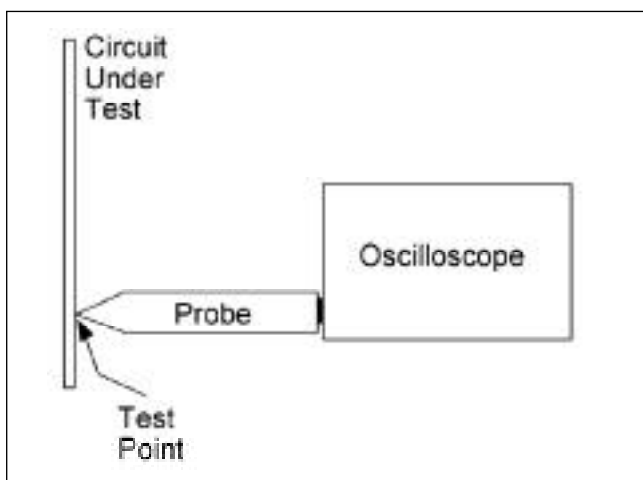 Circuit
Under
Test
Oscilloscope
Probe
Test
Point